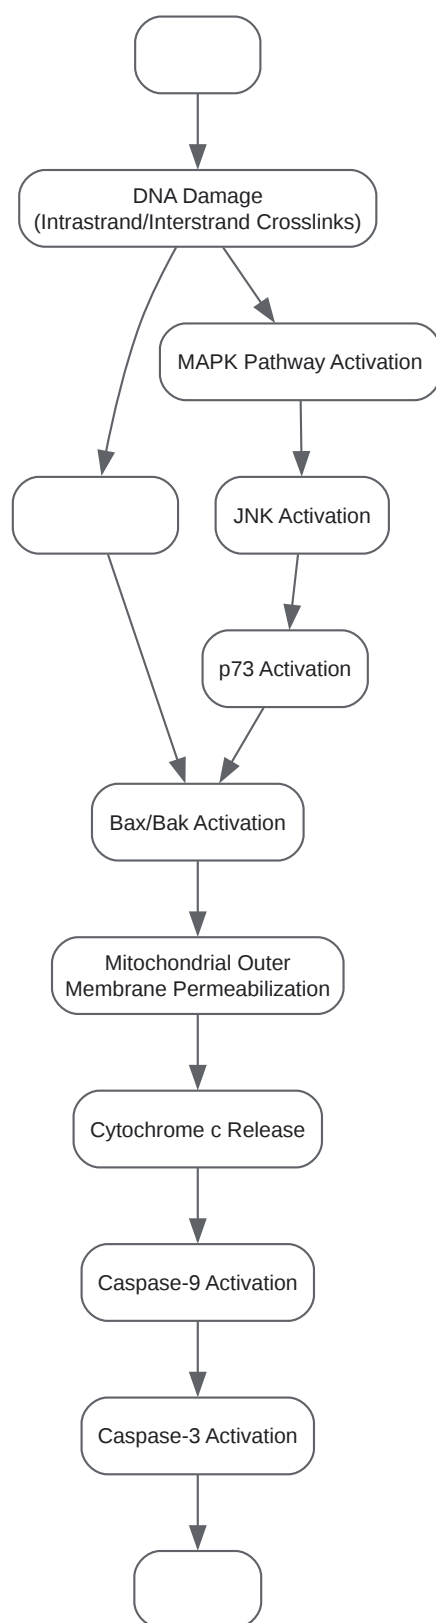 DNA Damage
(Intrastrand/Interstrand Crosslinks)
MAPK Pathway Activation
JNK Activation
p73 Activation
Bax/Bak Activation
Mitochondrial Outer
Membrane Permeabilization
Cytochrome c Release
Caspase-9 Activation
Caspase-3 Activation